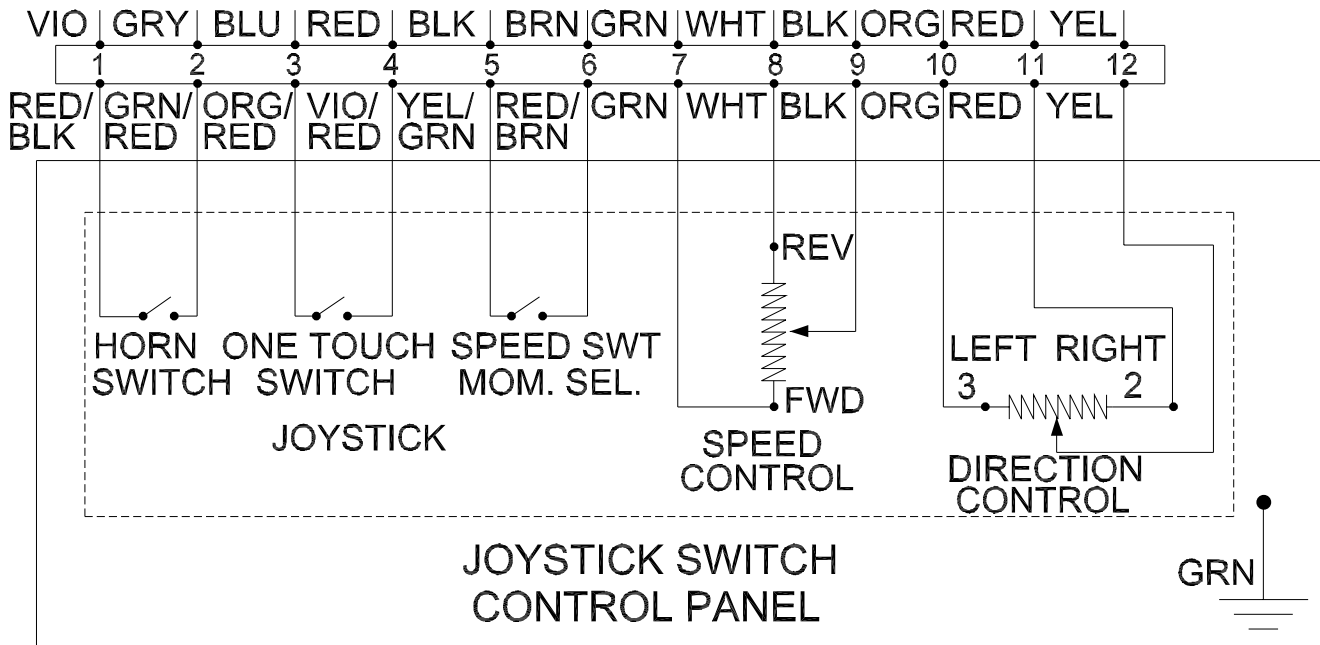 VIO GRY BLU RED BLK BRN GRN WHT BLK ORG RED YEL
1 2 3 4 5 6 7 8 9 10 11 12
RED/ GRN/ ORG/ VIO/ YEL/ RED/ GRN WHT BLK ORG RED YEL
BLK RED RED RED GRN BRN
REV
HORN ONE TOUCH SPEED SWT
SWITCH SWITCH MOM. SEL.
LEFT RIGHT
3 2
FWD
JOYSTICK
SPEED
CONTROL
DIRECTION
CONTROL
JOYSTICK SWITCH
CONTROL PANEL
GRN